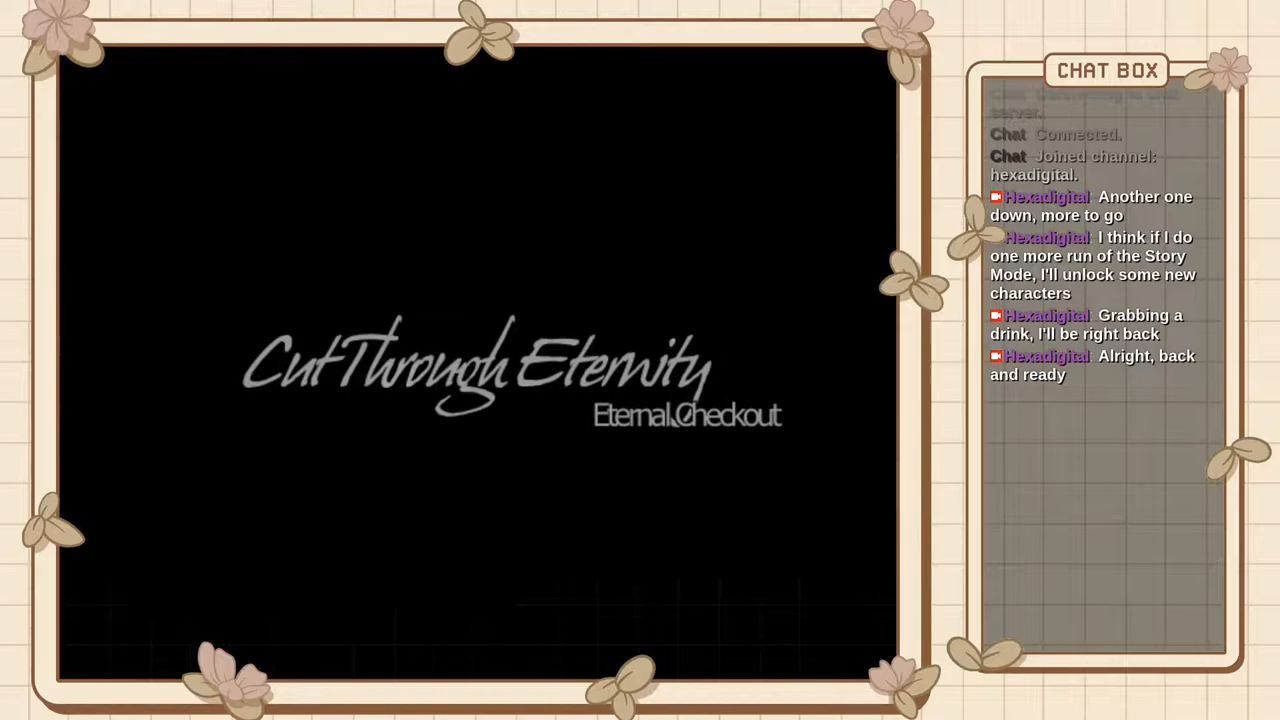 CHAT BOX
server.
Chat Connected.
Chat Joined channel:
hexadigital.
Hexadigital Another one
down, more to go
Hexadigital I think if I do
one more run of the Story
Mode, I'll unlock some new
characters
Hexadigital Grabbing a
drink, I'll be right back
Hexadigital Alright, back
and ready
Cut Through Eternity
Eternal Checkout